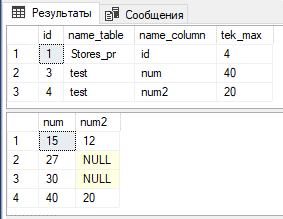 Результаты Сообщения
id name_table name_column tek_max
1 1 Stores_pr id 4
2 3 test num 40
3 4 test num2 20
num num2
1 15 12
2 27 NULL
3 30 NULL
4 40 20